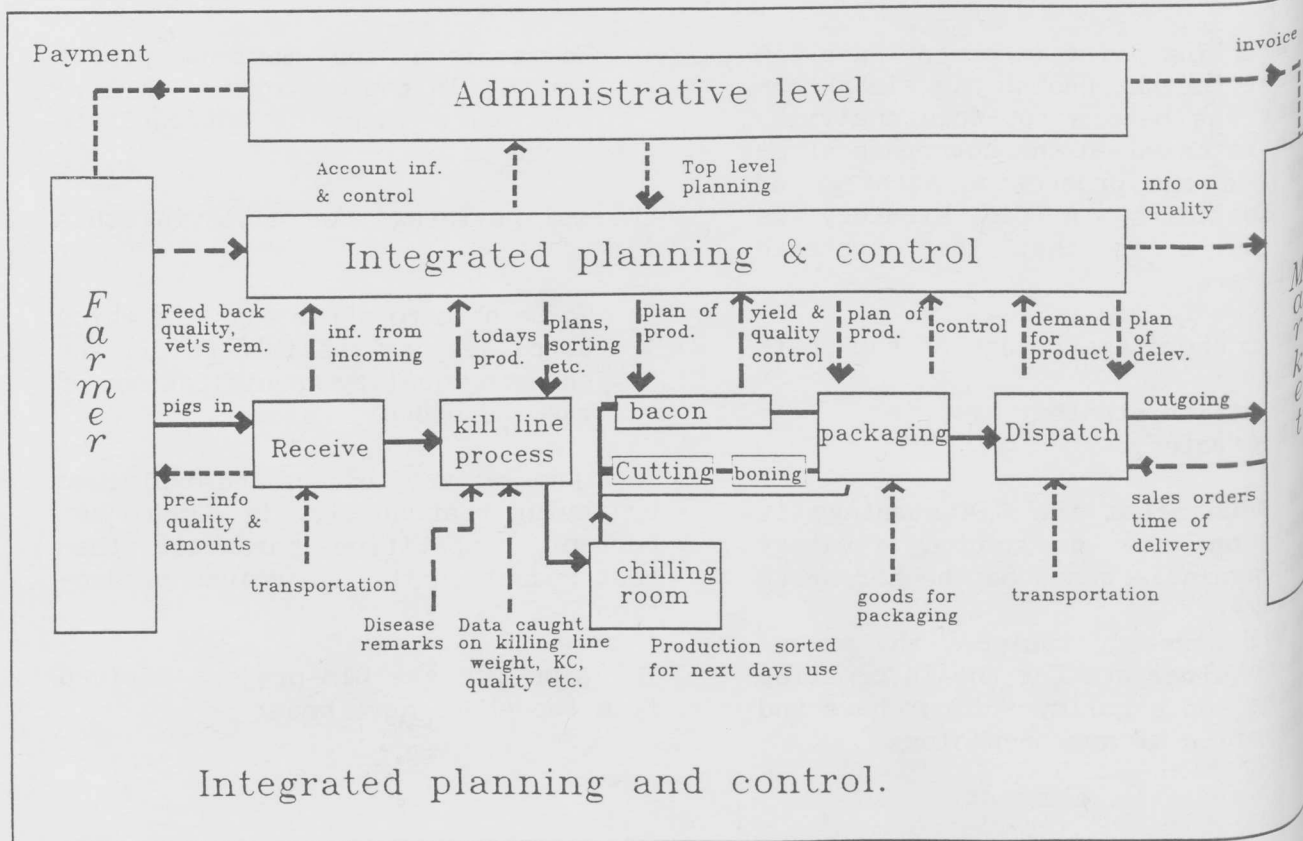 Payment
invoice
Administrative level
Account inf.
& control
Top level
planning
info on
quality
Integrated planning & control
Farmer
Market
Feed back
quality,
vet's rem.
inf. from
incoming
todays
prod.
plans,
sorting
etc.
plan of
prod.
yield &
quality
control
plan of
prod.
control
demand
for
product
plan
of
delev.
pigs in
Receive
kill line
process
bacon
Cutting
boning
packaging
Dispatch
outgoing
pre-info
quality &
amounts
sales orders
time of
delivery
transportation
chilling
room
goods for
packaging
transportation
Disease
remarks
Data caught
on killing line
weight, KC,
quality etc.
Production sorted
for next days use
Integrated planning and control.